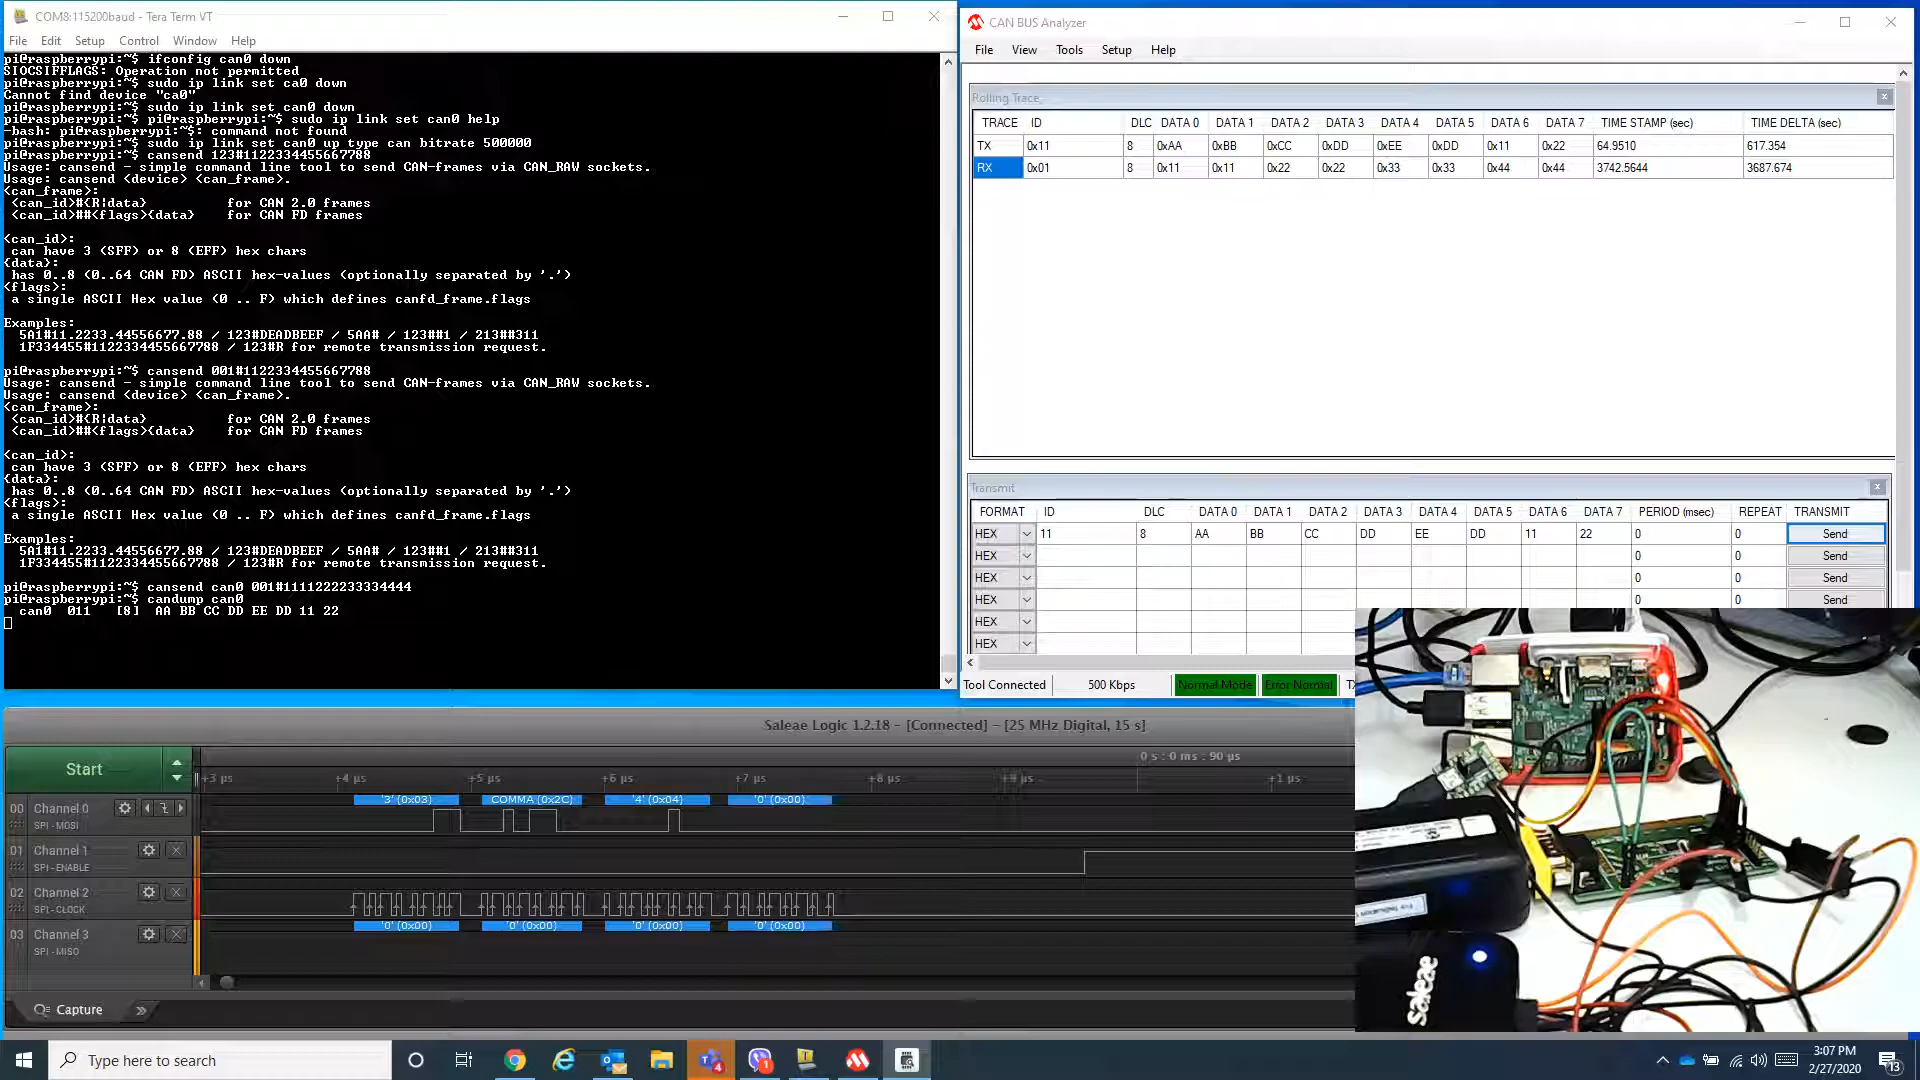 COM8:115200baud - Tera Term VT
File Edit Setup Control Window Help
pi@raspberrypi:~$ ifconfig can0 down
SIOCSIFFLAGS: Operation not permitted
pi@raspberrypi:~$ sudo ip link set ca0 down
Cannot find device "ca0"
pi@raspberrypi:~$ sudo ip link set can0 down
pi@raspberrypi:~$ pi@raspberrypi:~$ sudo ip link set can0 help
-bash: pi@raspberrypi:~$: command not found
pi@raspberrypi:~$ sudo ip link set can0 up type can bitrate 500000
pi@raspberrypi:~$ cansend 123#1122334455667788
Usage: cansend - simple command line tool to send CAN-frames via CAN_RAW sockets.
Usage: cansend <device> <can_frame>.
<can_frame>:
<can_id>#{R|data} for CAN 2.0 frames
<can_id>##<flags>{data} for CAN FD frames
<can_id>:
can have 3 (SFF) or 8 (EFF) hex chars
{data}:
has 0..8 (0..64 CAN FD) ASCII hex-values (optionally separated by '.')
<flags>:
a single ASCII Hex value (0 .. F) which defines canfd_frame.flags
Examples:
5A1#11.2233.44556677.88 / 123#DEADBEEF / 5AA# / 123##1 / 213##311
1F334455#1122334455667788 / 123#R for remote transmission request.
pi@raspberrypi:~$ cansend 001#1122334455667788
Usage: cansend - simple command line tool to send CAN-frames via CAN_RAW sockets.
Usage: cansend <device> <can_frame>.
<can_frame>:
<can_id>#{R|data} for CAN 2.0 frames
<can_id>##<flags>{data} for CAN FD frames
<can_id>:
can have 3 (SFF) or 8 (EFF) hex chars
{data}:
has 0..8 (0..64 CAN FD) ASCII hex-values (optionally separated by '.')
<flags>:
a single ASCII Hex value (0 .. F) which defines canfd_frame.flags
Examples:
5A1#11.2233.44556677.88 / 123#DEADBEEF / 5AA# / 123##1 / 213##311
1F334455#1122334455667788 / 123#R for remote transmission request.
pi@raspberrypi:~$ cansend can0 001#1111222233334444
pi@raspberrypi:~$ candump can0
can0 011 [8] AA BB CC DD EE DD 11 22
CAN BUS Analyzer
File View Tools Setup Help
Rolling Trace
TRACE ID DLC DATA 0 DATA 1 DATA 2 DATA 3 DATA 4 DATA 5 DATA 6 DATA 7 TIME STAMP (sec) TIME DELTA (sec)
TX 0x11 8 0xAA 0xBB 0xCC 0xDD 0xEE 0xDD 0x11 0x22 64.9510 617.354
RX 0x01 8 0x11 0x11 0x22 0x22 0x33 0x33 0x44 0x44 3742.5644 3687.674
Transmit
FORMAT ID DLC DATA 0 DATA 1 DATA 2 DATA 3 DATA 4 DATA 5 DATA 6 DATA 7 PERIOD (msec) REPEAT TRANSMIT
HEX 11 8 AA BB CC DD EE DD 11 22 0 0 Send
HEX 0 0 Send
HEX 0 0 Send
HEX 0 0 Send
HEX
HEX
Tool Connected 500 Kbps Normal Mode Error Normal
Saleae Logic 1.2.18 - [Connected] - [25 MHz Digital, 15 s]
Start
0 s : 0 ms : 90 µs
+3 µs +4 µs +5 µs +6 µs +7 µs +8 µs +9 µs +1 µs
00 Channel 0
SPI - MOSI
'3' (0x03) COMMA (0x2C) '4' (0x04) '0' (0x00)
01 Channel 1
SPI - ENABLE
02 Channel 2
SPI - CLOCK
03 Channel 3
SPI - MISO
'0' (0x00) '0' (0x00) '0' (0x00) '0' (0x00)
Capture
Saleae
Type here to search
4
1
3:07 PM
2/27/2020
13